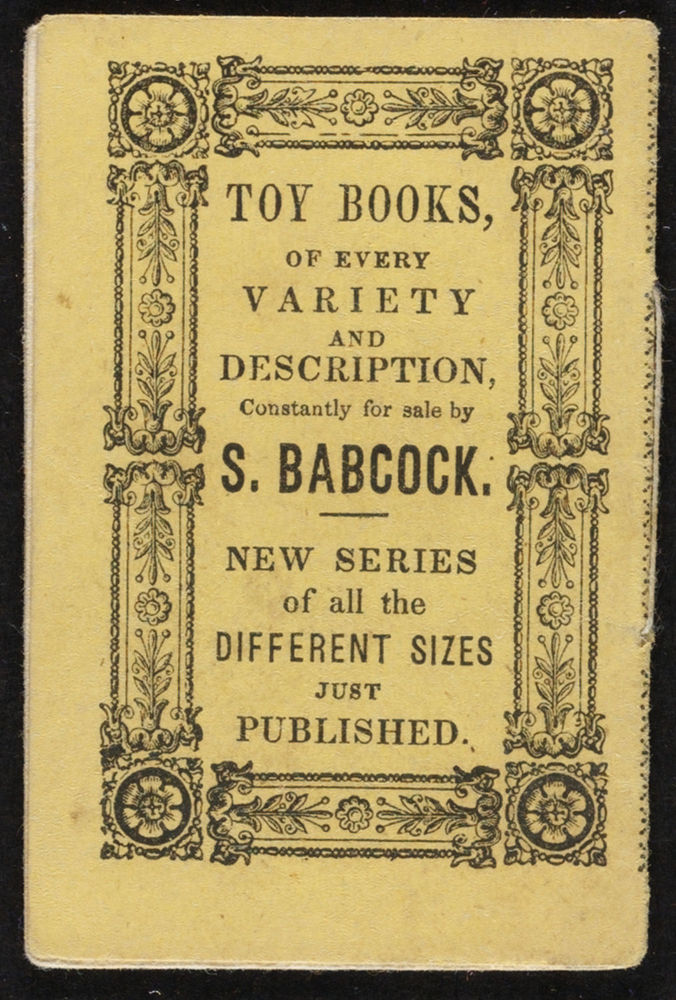 TOY BOOKS,
OF EVERY
VARIETY
AND
DESCRIPTION,
Constantly for sale by
S. BABCOCK.
NEW SERIES
of all the
DIFFERENT SIZES
JUST
PUBLISHED.